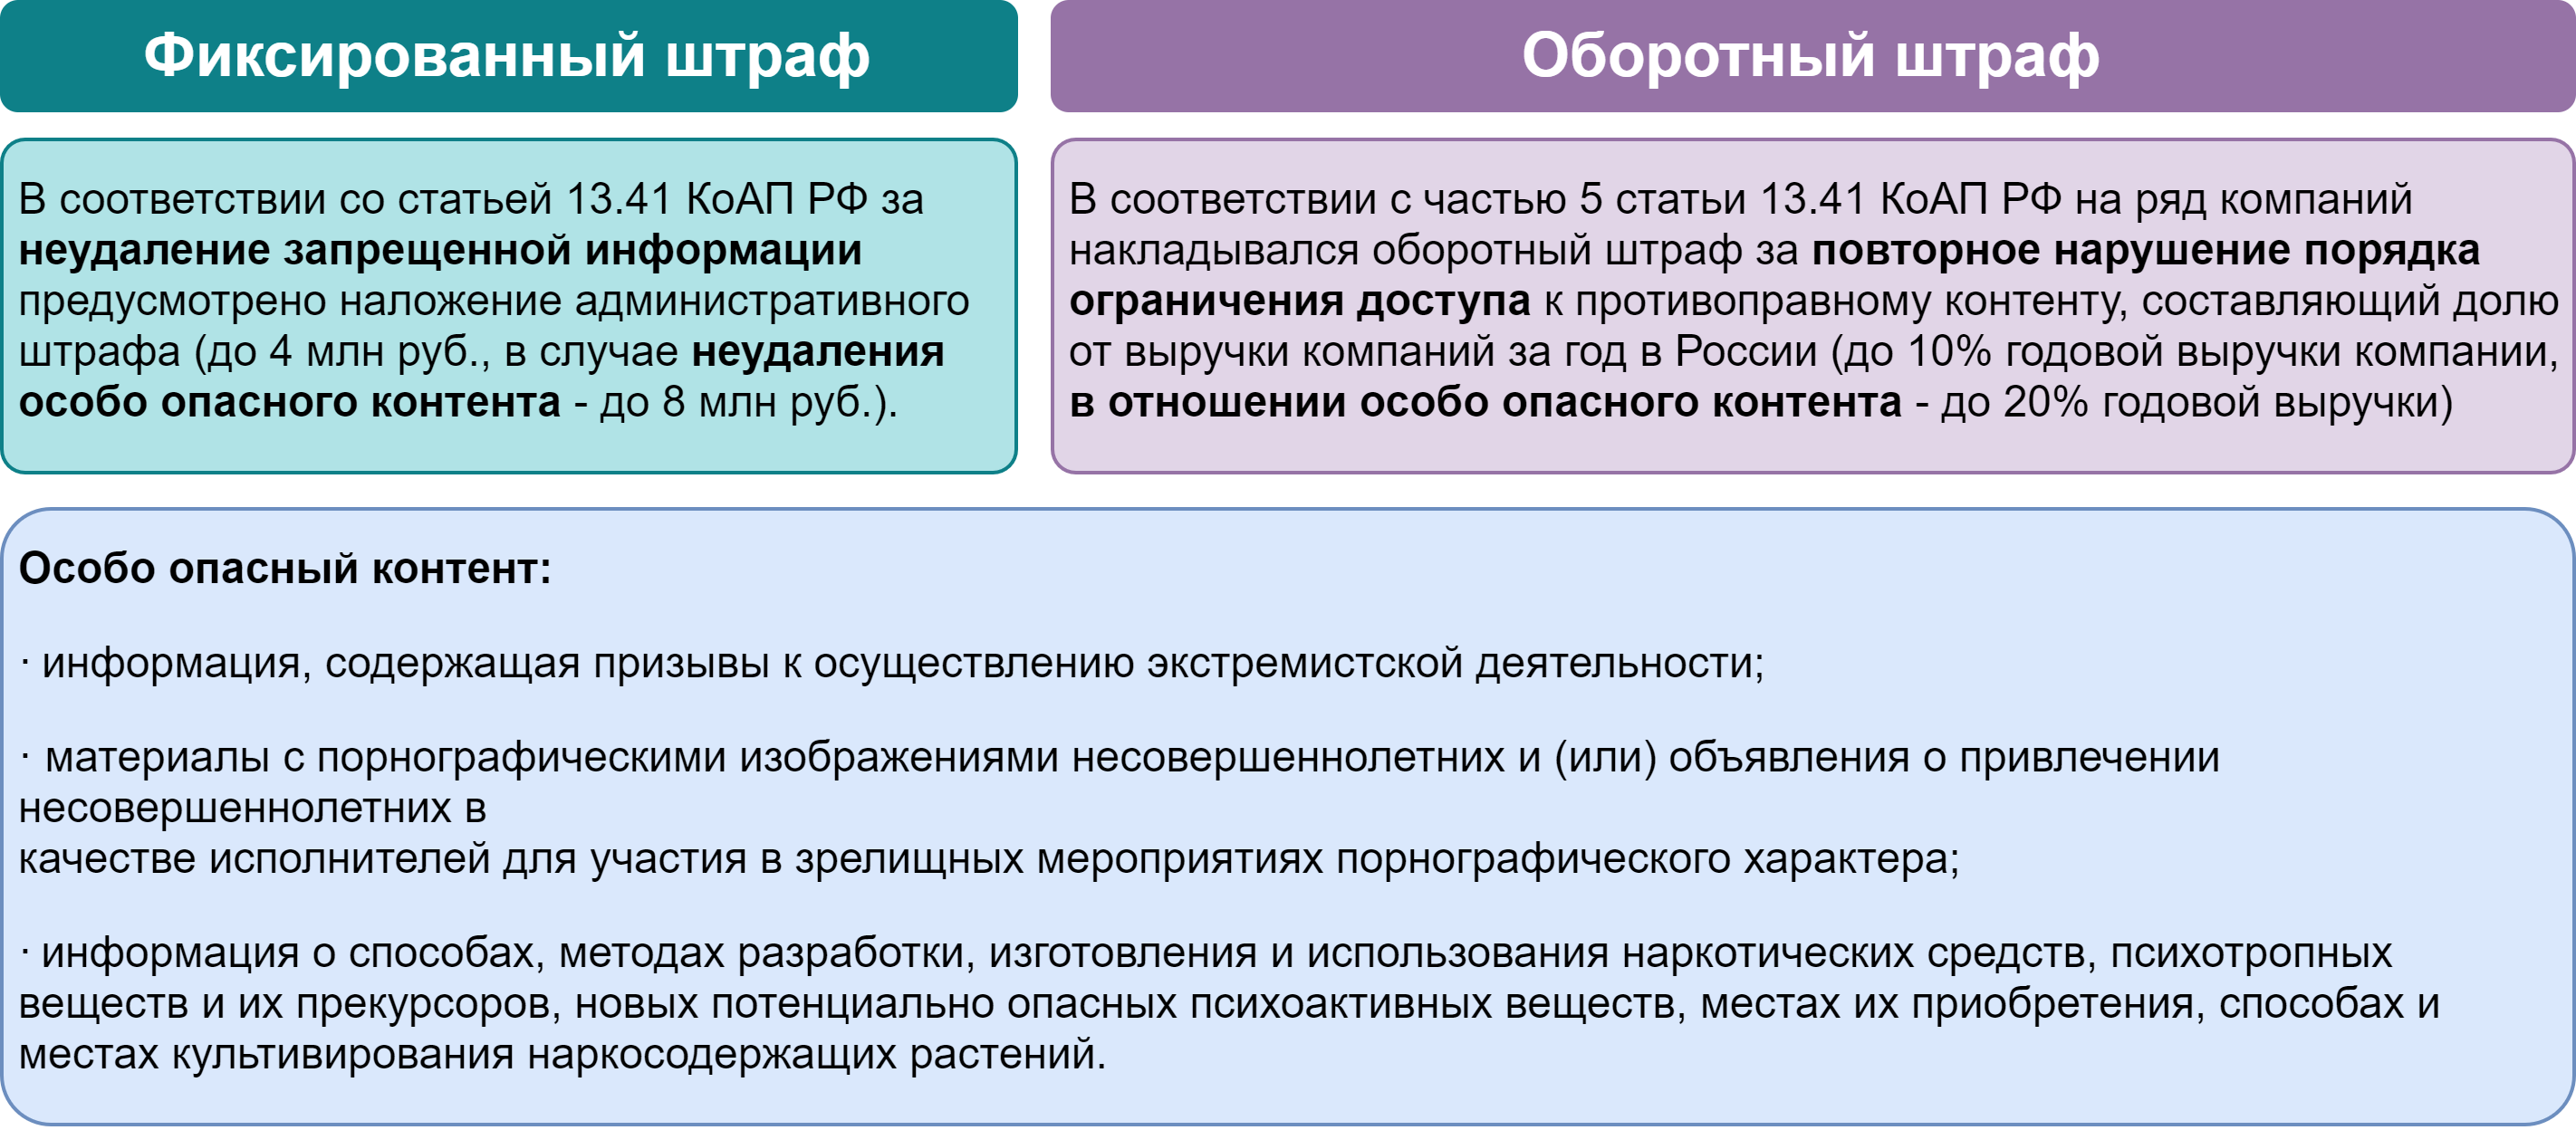 Фиксированный штраф
В соответствии со статьей 13.41 КоАП РФ за
неудаление запрещенной информации
предусмотрено наложение административного
штрафа (до 4 млн руб., в случае неудаления
особо опасного контента - до 8 млн руб.).
Оборотный штраф
В соответствии с частью 5 статьи 13.41 КоАП РФ на ряд компаний
накладывался оборотный штраф за повторное нарушение порядка
ограничения доступа к противоправному контенту, составляющий долю
от выручки компаний за год в России (до 10% годовой выручки компании,
в отношении особо опасного контента - до 20% годовой выручки)
Особо опасный контент:
· информация, содержащая призывы к осуществлению экстремистской деятельности;
· материалы с порнографическими изображениями несовершеннолетних и (или) объявления о привлечении
несовершеннолетних в
качестве исполнителей для участия в зрелищных мероприятиях порнографического характера;
· информация о способах, методах разработки, изготовления и использования наркотических средств, психотропных
веществ и их прекурсоров, новых потенциально опасных психоактивных веществ, местах их приобретения, способах и
местах культивирования наркосодержащих растений.